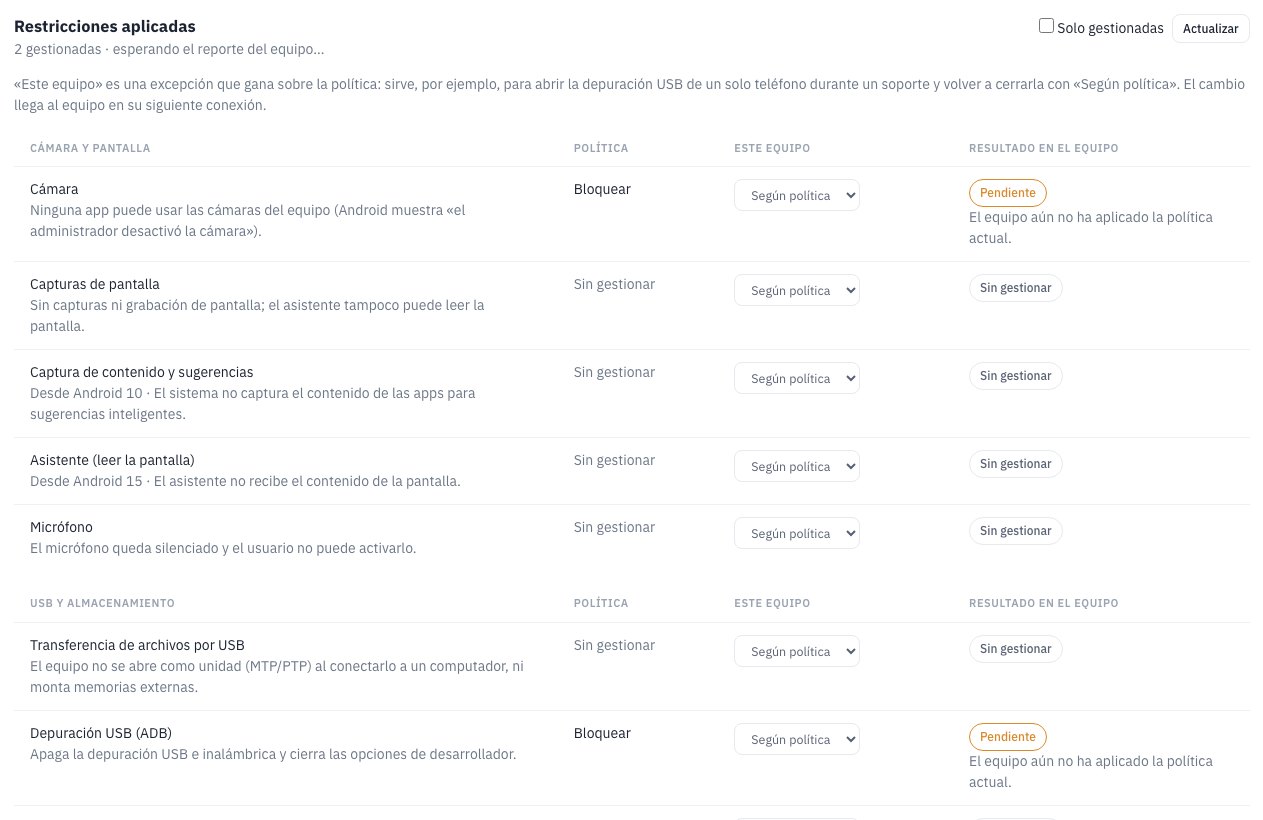 Restricciones aplicadas
Solo gestionadas
Actualizar
2 gestionadas · esperando el reporte del equipo...
«Este equipo» es una excepción que gana sobre la política: sirve, por ejemplo, para abrir la depuración USB de un solo teléfono durante un soporte y volver a cerrarla con «Según política». El cambio
llega al equipo en su siguiente conexión.
CÁMARA Y PANTALLA
POLÍTICA
ESTE EQUIPO
RESULTADO EN EL EQUIPO
Cámara
Ninguna app puede usar las cámaras del equipo (Android muestra «el
administrador desactivó la cámara»).
Bloquear
Según política
Pendiente
El equipo aún no ha aplicado la política
actual.
Capturas de pantalla
Sin capturas ni grabación de pantalla; el asistente tampoco puede leer la
pantalla.
Sin gestionar
Según política
Sin gestionar
Captura de contenido y sugerencias
Desde Android 10 · El sistema no captura el contenido de las apps para
sugerencias inteligentes.
Sin gestionar
Según política
Sin gestionar
Asistente (leer la pantalla)
Desde Android 15 · El asistente no recibe el contenido de la pantalla.
Sin gestionar
Según política
Sin gestionar
Micrófono
El micrófono queda silenciado y el usuario no puede activarlo.
Sin gestionar
Según política
Sin gestionar
USB Y ALMACENAMIENTO
POLÍTICA
ESTE EQUIPO
RESULTADO EN EL EQUIPO
Transferencia de archivos por USB
El equipo no se abre como unidad (MTP/PTP) al conectarlo a un computador, ni
monta memorias externas.
Sin gestionar
Según política
Sin gestionar
Depuración USB (ADB)
Apaga la depuración USB e inalámbrica y cierra las opciones de desarrollador.
Bloquear
Según política
Pendiente
El equipo aún no ha aplicado la política
actual.